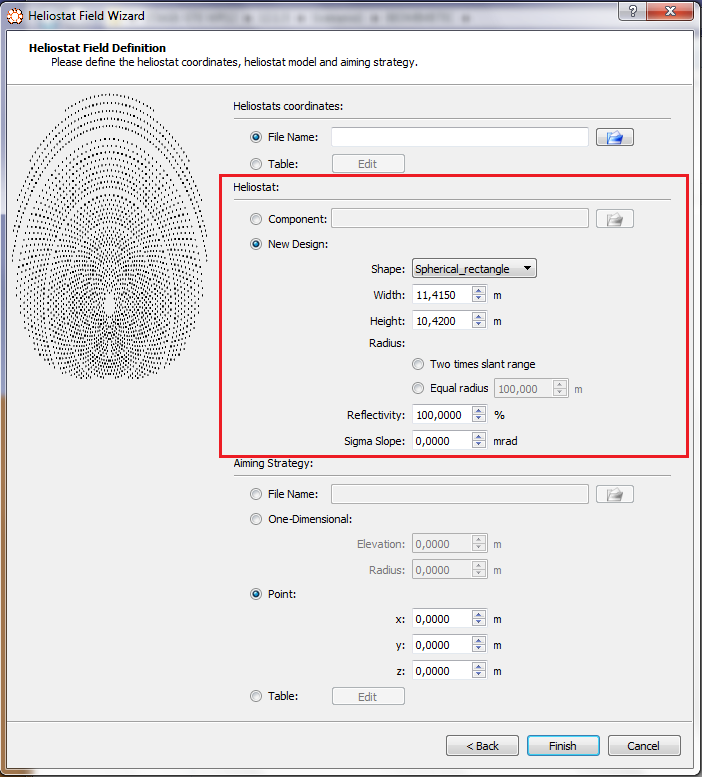 Heliostat Field Wizard
Heliostat Field Definition
Please define the heliostat coordinates, heliostat model and aiming strategy.
Heliostats coordinates:
File Name:
Table: Edit
Heliostat:
Component:
New Design:
Shape: Spherical_rectangle
Width: 11,4150 m
Height: 10,4200 m
Radius:
Two times slant range
Equal radius 100,000 m
Reflectivity: 100,0000 %
Sigma Slope: 0,0000 mrad
Aiming Strategy:
File Name:
One-Dimensional:
Elevation: 0,0000 m
Radius: 0,0000 m
Point:
x: 0,0000 m
y: 0,0000 m
z: 0,0000 m
Table: Edit
< Back Finish Cancel